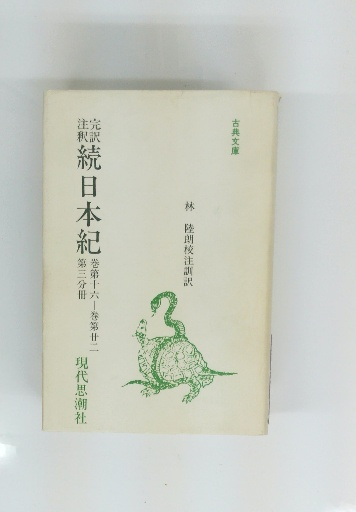 古典文庫
林 陸朗校注訓訳
完訳
注釈
続日本紀
巻第十六―巻第廿二
第三分冊
現代思潮社